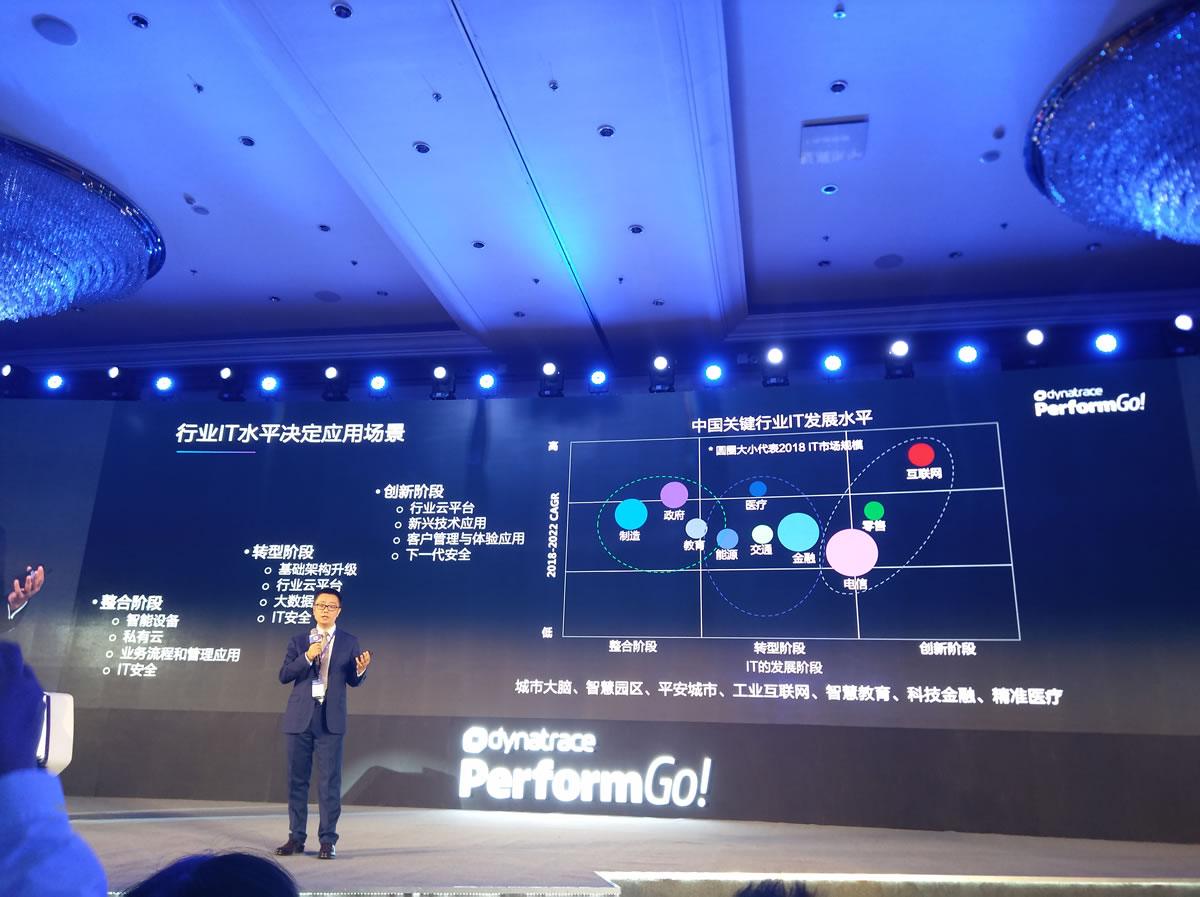 dynatrace
PerformGo!
行业IT水平决定应用场景
• 创新阶段
行业云平台
新兴技术应用
客户管理与体验应用
下一代安全
• 转型阶段
基础架构升级
行业云平台
大数据
IT安全
• 整合阶段
智能设备
私有云
业务流程和管理应用
IT安全
中国关键行业IT发展水平
* 圆圈大小代表2018 IT市场规模
高
2018-2022 CAGR
低
互联网
政府
医疗
制造
零售
教育
能源
交通
金融
电信
整合阶段
转型阶段
创新阶段
IT的发展阶段
城市大脑、智慧园区、平安城市、工业互联网、智慧教育、科技金融、精准医疗
dynatrace
PerformGo!